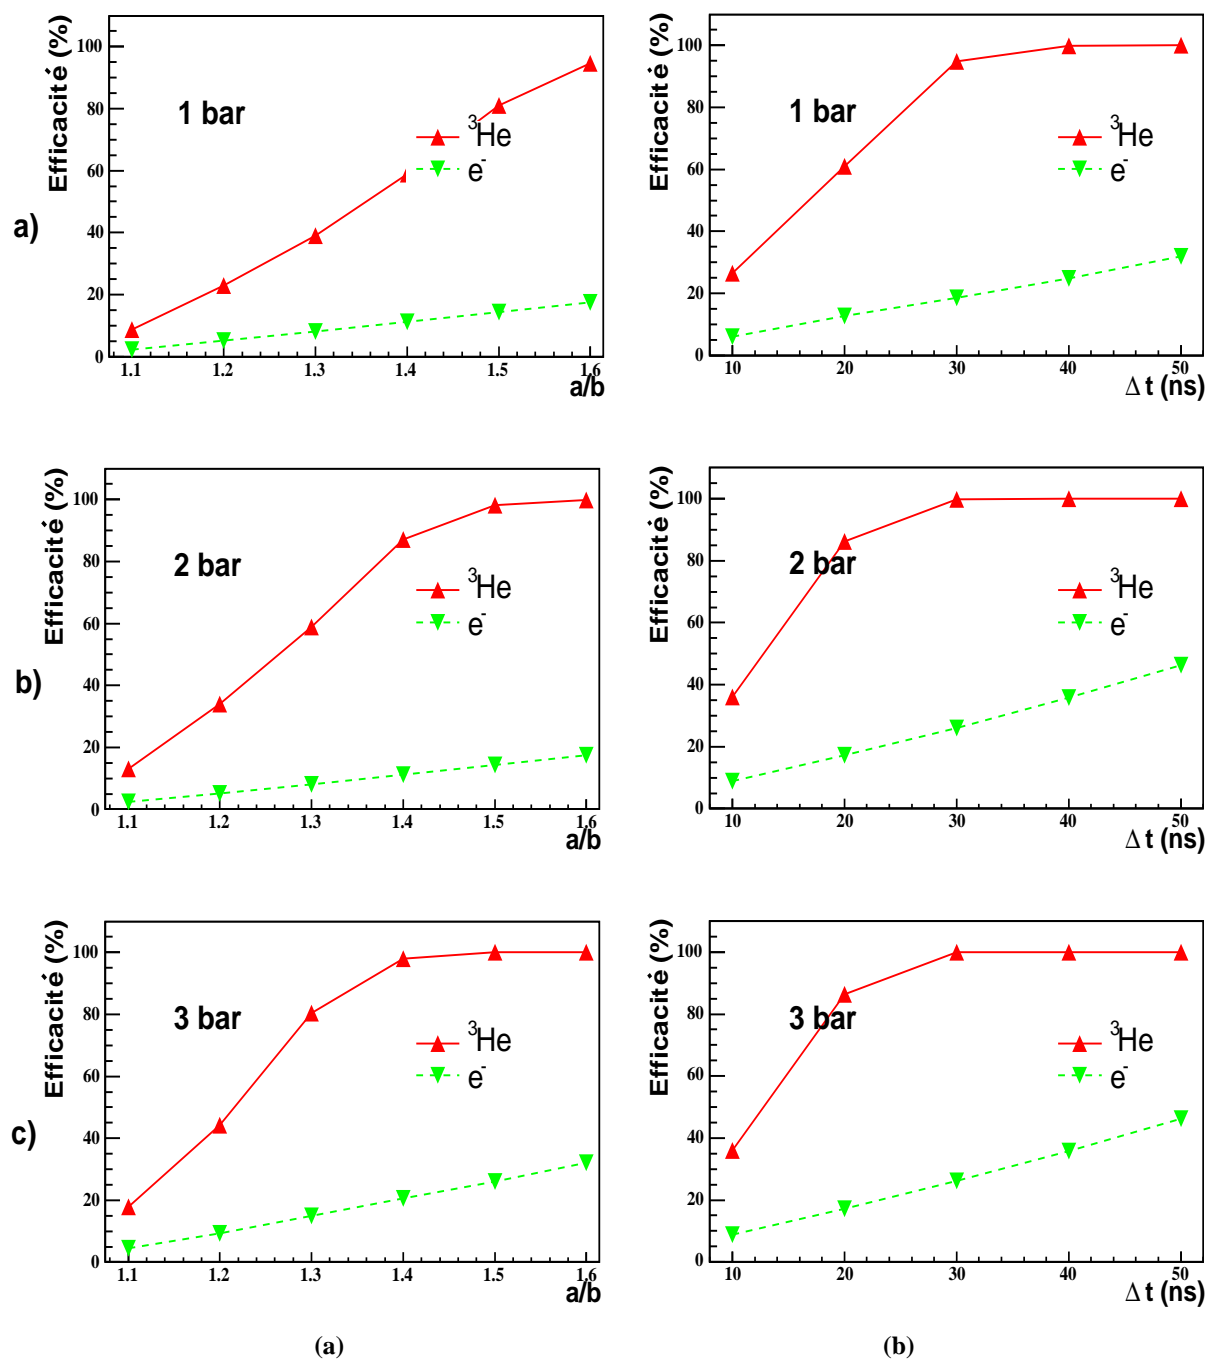 Efficacité (%)
100
80
60
40
20
0
1 bar
³He
e⁻
1.1 1.2 1.3 1.4 1.5 1.6
a/b
Efficacité (%)
100
80
60
40
20
0
1 bar
³He
e⁻
10 20 30 40 50
Δ t (ns)
a)
Efficacité (%)
100
80
60
40
20
0
2 bar
³He
e⁻
1.1 1.2 1.3 1.4 1.5 1.6
a/b
Efficacité (%)
100
80
60
40
20
0
2 bar
³He
e⁻
10 20 30 40 50
Δ t (ns)
b)
Efficacité (%)
100
80
60
40
20
0
3 bar
³He
e⁻
1.1 1.2 1.3 1.4 1.5 1.6
a/b
Efficacité (%)
100
80
60
40
20
0
3 bar
³He
e⁻
10 20 30 40 50
Δ t (ns)
c)
(a)
(b)